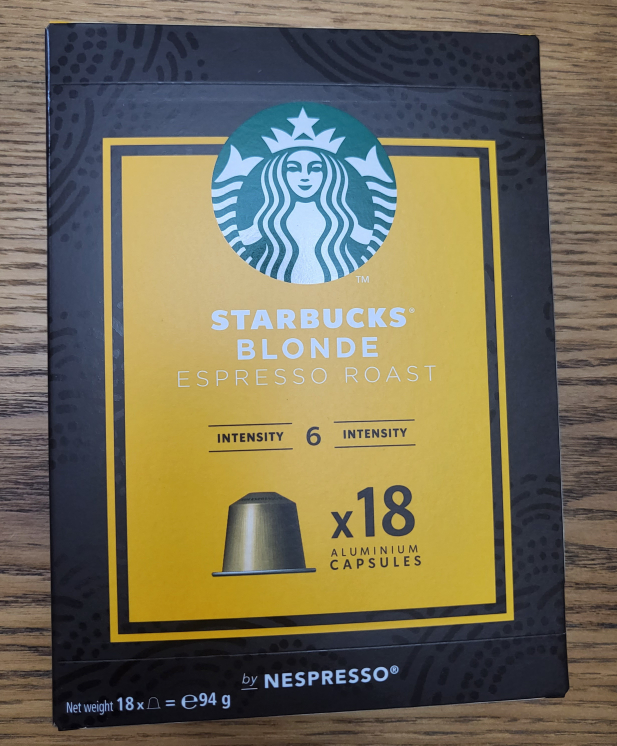 TM
STARBUCKS®
BLONDE
ESPRESSO ROAST
INTENSITY 6 INTENSITY
x18
ALUMINIUM
CAPSULES
by NESPRESSO®
Net weight 18 x = ℮94 g